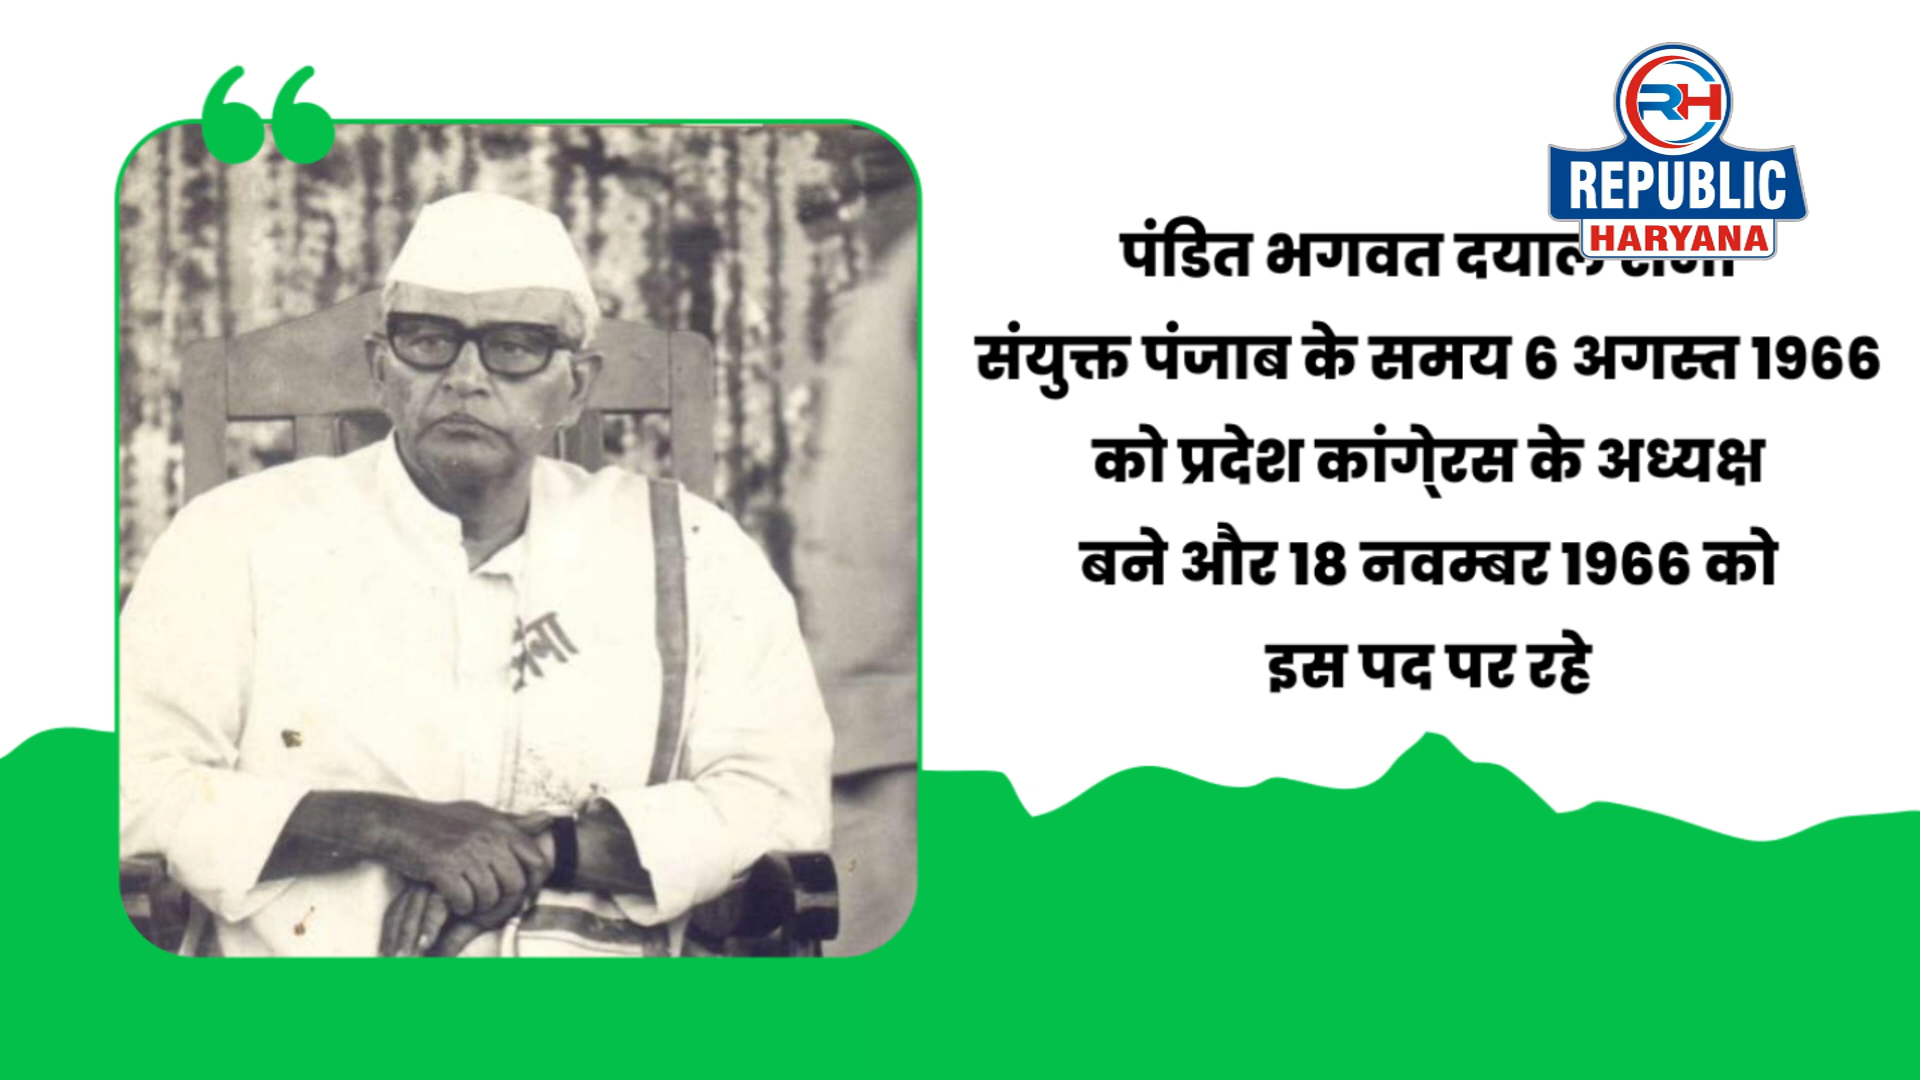 REPUBLIC
HARYANA
पंडित भगवत दयाल
संयुक्त पंजाब के समय 6 अगस्त 1966
को प्रदेश कांगे्रस के अध्यक्ष
बने और 18 नवम्बर 1966 को
इस पद पर रहे